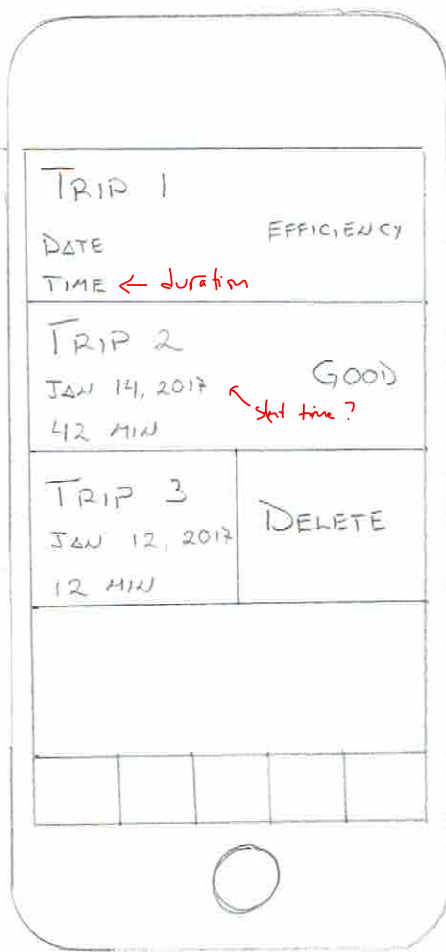 TRIP 1
EFFICIENCY
DATE
TIME ← duration
TRIP 2
GOOD
JAN 14, 2017
start time?
42 MIN
TRIP 3
DELETE
JAN 12, 2017
12 MIN